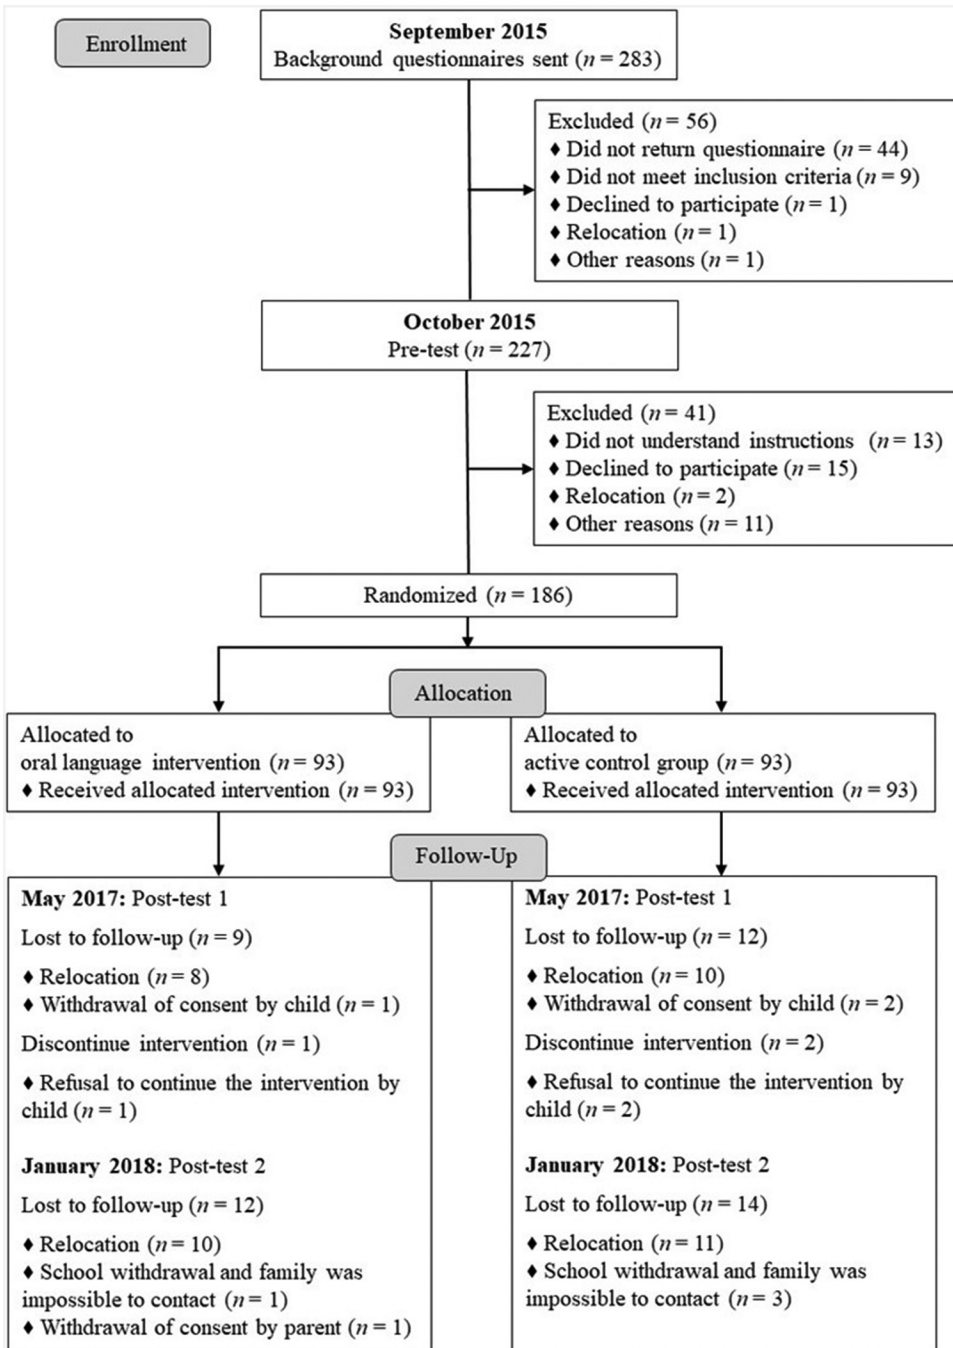 Enrollment
September 2015
Background questionnaires sent (n = 283)
Excluded (n = 56)
♦ Did not return questionnaire (n = 44)
♦ Did not meet inclusion criteria (n = 9)
♦ Declined to participate (n = 1)
♦ Relocation (n = 1)
♦ Other reasons (n = 1)
October 2015
Pre-test (n = 227)
Excluded (n = 41)
♦ Did not understand instructions (n = 13)
♦ Declined to participate (n = 15)
♦ Relocation (n = 2)
♦ Other reasons (n = 11)
Randomized (n = 186)
Allocation
Allocated to
oral language intervention (n = 93)
♦ Received allocated intervention (n = 93)
Allocated to
active control group (n = 93)
♦ Received allocated intervention (n = 93)
Follow-Up
May 2017: Post-test 1
Lost to follow-up (n = 9)
♦ Relocation (n = 8)
♦ Withdrawal of consent by child (n = 1)
Discontinue intervention (n = 1)
♦ Refusal to continue the intervention by
child (n = 1)
January 2018: Post-test 2
Lost to follow-up (n = 12)
♦ Relocation (n = 10)
♦ School withdrawal and family was
impossible to contact (n = 1)
♦ Withdrawal of consent by parent (n = 1)
May 2017: Post-test 1
Lost to follow-up (n = 12)
♦ Relocation (n = 10)
♦ Withdrawal of consent by child (n = 2)
Discontinue intervention (n = 2)
♦ Refusal to continue the intervention by
child (n = 2)
January 2018: Post-test 2
Lost to follow-up (n = 14)
♦ Relocation (n = 11)
♦ School withdrawal and family was
impossible to contact (n = 3)